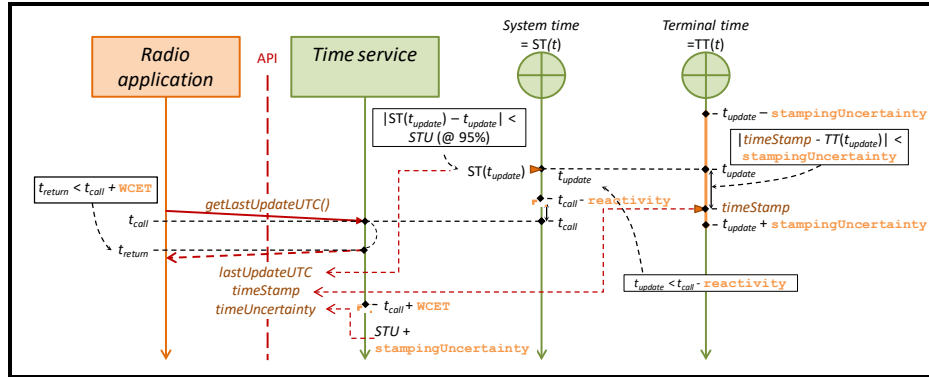 System time
= ST(t)
Terminal time
=TT(t)
Radio
application
API
Time service
|ST(t_update) – t_update| <
STU (@ 95%)
t_update – stampingUncertainty
|timeStamp - TT(t_update)| <
stampingUncertainty
ST(t_update)
t_update
t_update
t_return < t_call + WCET
getLastUpdateUTC()
t_call - reactivity
timeStamp
t_call
t_call
t_update + stampingUncertainty
t_return
lastUpdateUTC
timeStamp
t_update < t_call - reactivity
timeUncertainty
t_call + WCET
STU +
stampingUncertainty